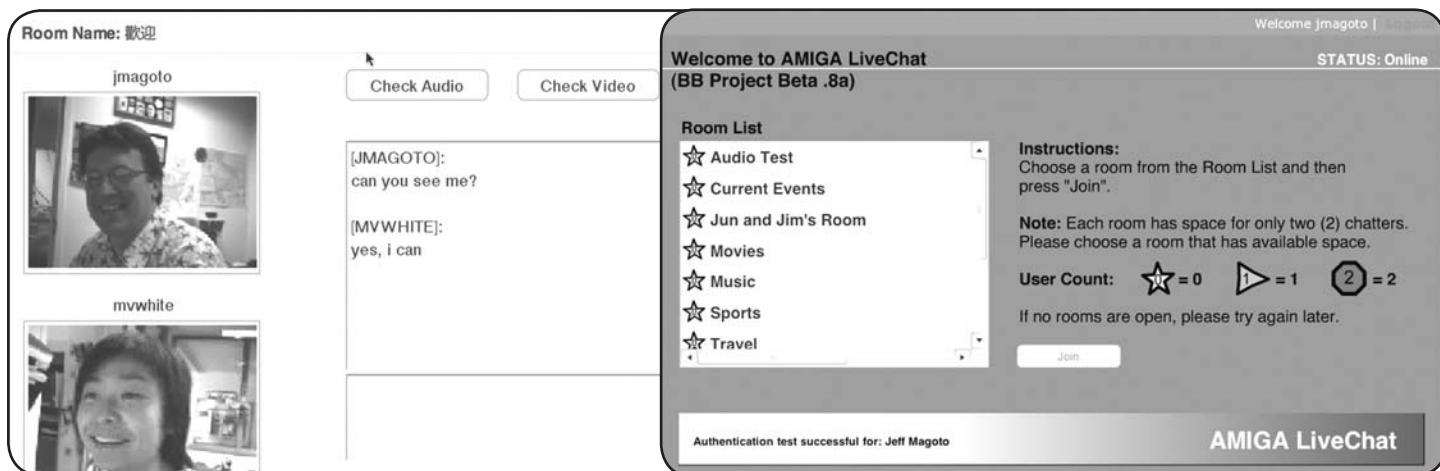 Room Name: 歡迎
jmagoto
mvwhite
Check Audio
Check Video
[JMAGOTO]:
can you see me?
[MVWHITE]:
yes, i can
Welcome jmagoto | Logout
Welcome to AMIGA LiveChat
(BB Project Beta .8a)
STATUS: Online
Room List
Audio Test
Current Events
Jun and Jim's Room
Movies
Music
Sports
Travel
Instructions:
Choose a room from the Room List and then
press "Join".
Note: Each room has space for only two (2) chatters.
Please choose a room that has available space.
User Count: 0 = 0 1 = 1 2 = 2
If no rooms are open, please try again later.
Join
Authentication test successful for: Jeff Magoto
AMIGA LiveChat